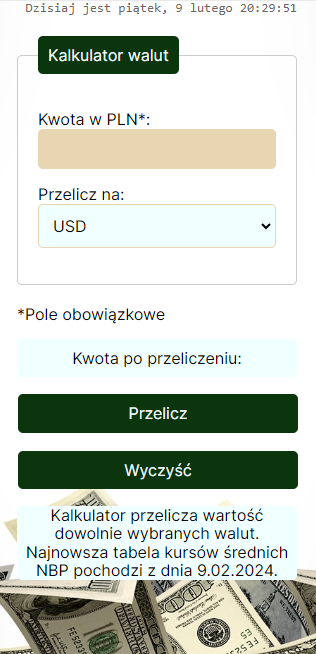 Dzisiaj jest piątek, 9 lutego 20:29:51
Kalkulator walut
Kwota w PLN*:
Przelicz na:
USD
*Pole obowiązkowe
Kwota po przeliczeniu:
Przelicz
Wyczyść
Kalkulator przelicza wartość
dowolnie wybranych walut.
Najnowsza tabela kursów średnich
NBP pochodzi z dnia 9.02.2024.
100